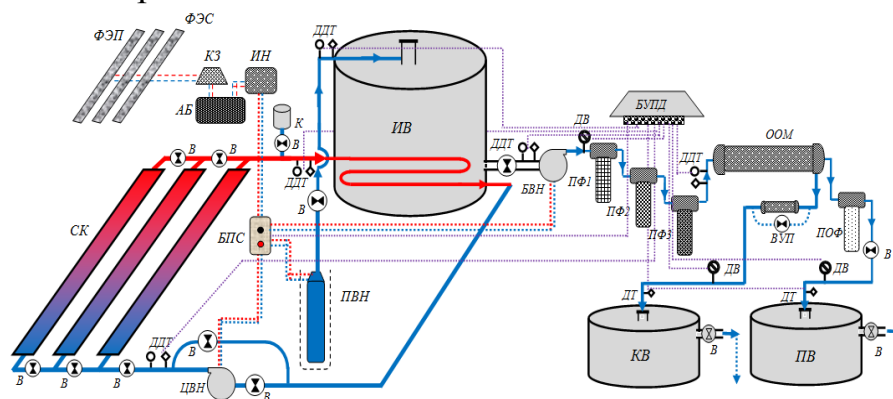 ФЭС
ФЭП
КЗ
ИН
АБ
К
В
В
В
ДДТ
ДДТ
ИВ
ДДТ
ДВ
БУПД
ООМ
ДДТ
БВН
ПФ1
ПФ2
ПФ3
ВУП
ПОФ
В
СК
БПС
В
ПВН
ДВ
ДВ
ДТ
ДТ
КВ
В
ПВ
В
ДДТ
В
В
В
В
ЦВН
В